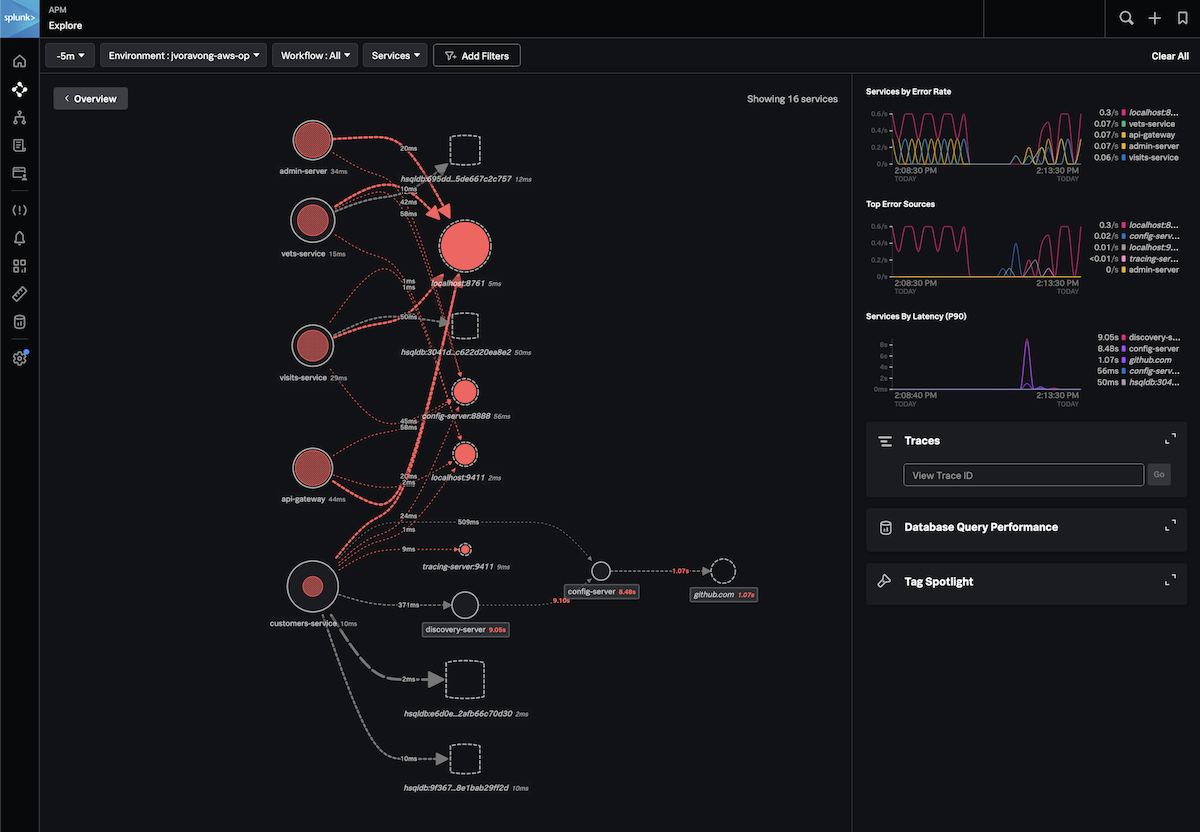 splunk>
APM
Explore
-5m
Environment : jvoravong-aws-op
Workflow : All
Services
Add Filters
Clear All
Overview
Showing 16 services
admin-server 34ms
20ms
hsqldb:695dd...5de667c2c757 12ms
10ms
42ms
58ms
vets-service 15ms
localhost:8761 5ms
1ms
1ms
50ms
hsqldb:3041d...c622d20ea8e2 50ms
visits-service 29ms
config-server:8888 56ms
45ms
58ms
localhost:9411 2ms
20ms
2ms
api-gateway 44ms
24ms
1ms
509ms
9ms
tracing-server:9411 9ms
1.07s
config-server 8.48s
github.com 1.07s
9.10s
371ms
discovery-server 9.05s
customers-service 10ms
2ms
hsqldb:e6d0e...2afb66c70d30 2ms
10ms
hsqldb:9f367...8e1bab29ff2d 10ms
Services by Error Rate
0.6/s
0.4/s
0.2/s
0/s
2:08:30 PM
TODAY
2:13:30 PM
TODAY
0.3/s localhost:8...
0.07/s vets-service
0.07/s api-gateway
0.07/s admin-server
0.06/s visits-service
Top Error Sources
0.6/s
0.4/s
0.2/s
0/s
2:08:30 PM
TODAY
2:13:30 PM
TODAY
0.3/s localhost:8...
0.02/s config-serv...
0.01/s localhost:9...
<0.01/s tracing-ser...
0/s admin-server
Services By Latency (P90)
8s
6s
4s
2s
0ms
2:08:40 PM
TODAY
2:13:30 PM
TODAY
9.05s discovery-s...
8.48s config-server
1.07s github.com
56ms config-serv...
50ms hsqldb:304...
Traces
View Trace ID
Go
Database Query Performance
Tag Spotlight